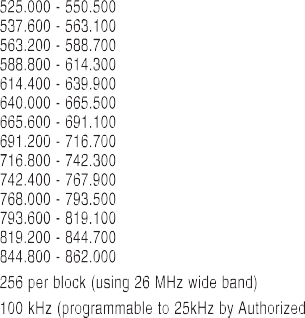 525.000 - 550.500
537.600 - 563.100
563.200 - 588.700
588.800 - 614.300
614.400 - 639.900
640.000 - 665.500
665.600 - 691.100
691.200 - 716.700
716.800 - 742.300
742.400 - 767.900
768.000 - 793.500
793.600 - 819.100
819.200 - 844.700
844.800 - 862.000
256 per block (using 26 MHz wide band)
100 kHz (programmable to 25kHz by Authorized